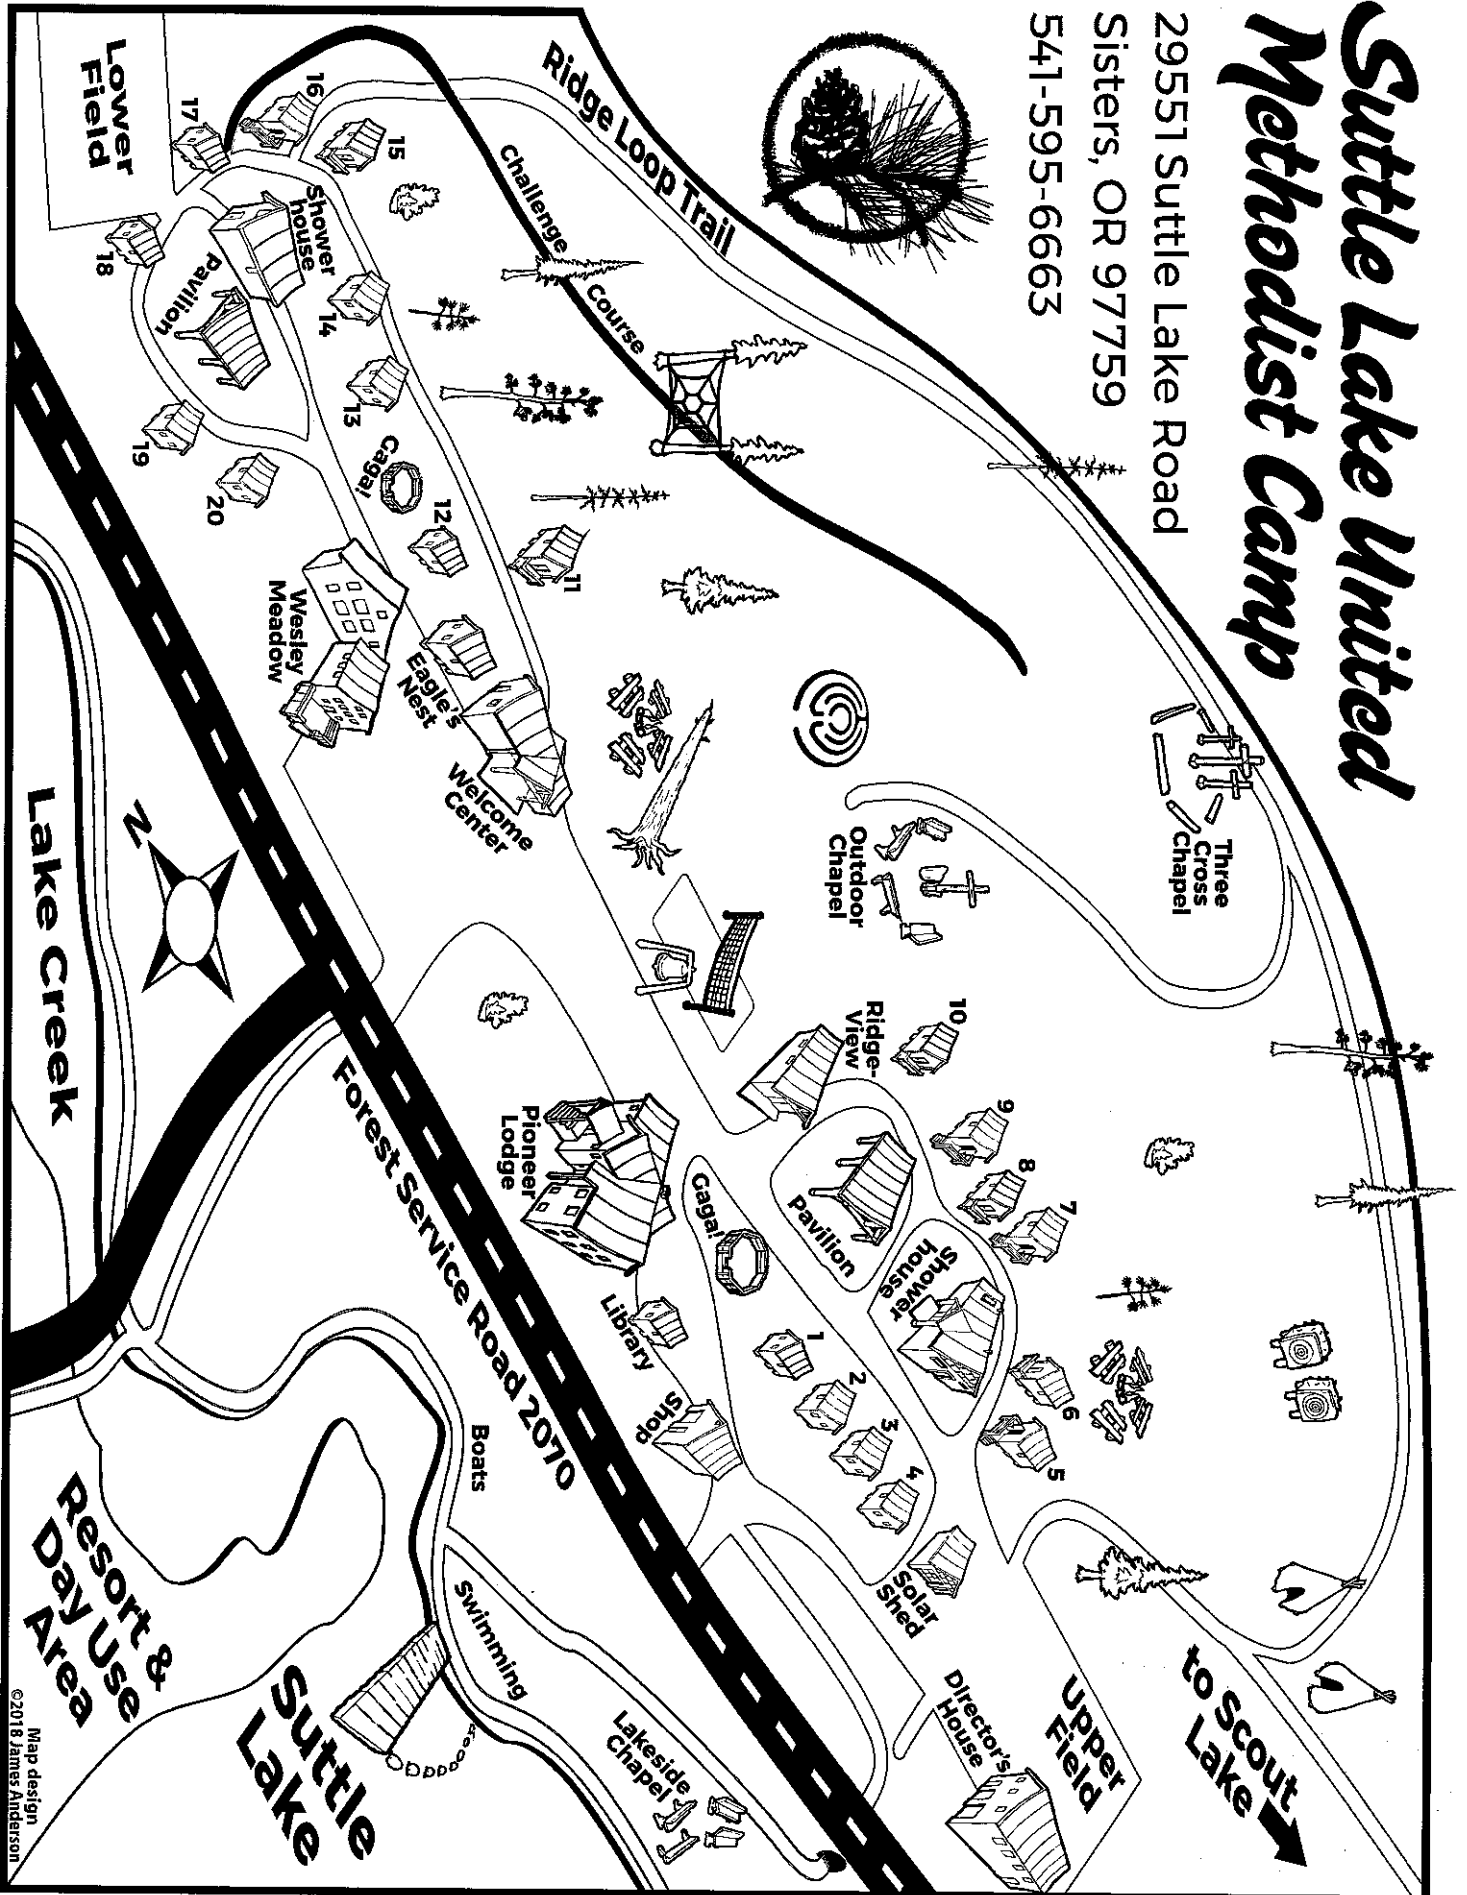 Suttle Lake United
Methodist Camp
29551 Suttle Lake Road
Sisters, OR 97759
541-595-6663
Ridge Loop Trail
Challenge
Course
Three
Cross
Chapel
Outdoor
Chapel
Lower
Field
16
15
17
18
Shower
house
Pavilion
14
13
19
20
Gaga!
12
11
Wesley
Meadow
Eagle's
Nest
Welcome
Center
10
Ridge-
View
9
8
7
Pavilion
Shower
house
6
5
Pioneer
Lodge
Gaga!
Library
Shop
1
2
3
4
Solar
Shed
to Scout
Lake
Upper
Field
Director's
House
N
Lake Creek
Forest Service Road 2070
Boats
Swimming
Lakeside
Chapel
Suttle
Lake
Resort &
Day Use
Area
Map design
©2018 James Anderson